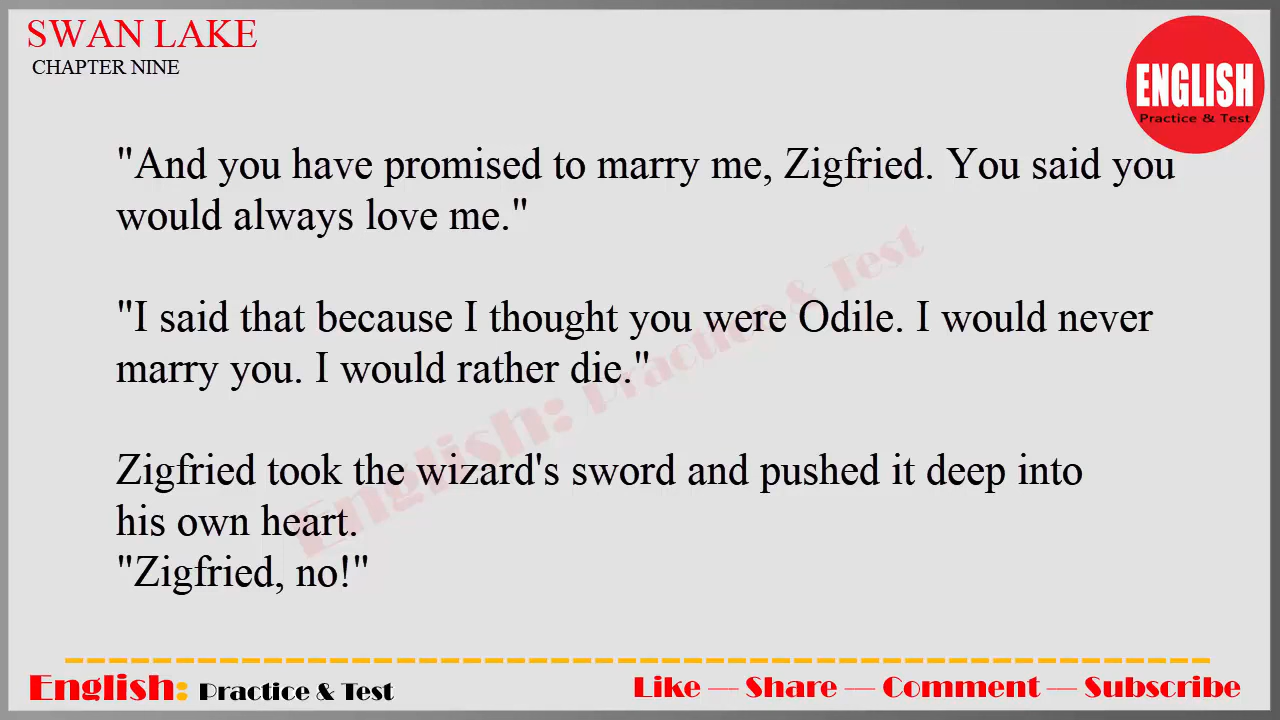 SWAN LAKE
CHAPTER NINE
ENGLISH
Practice & Test
"And you have promised to marry me, Zigfried. You said you
would always love me."
"I said that because I thought you were Odile. I would never
marry you. I would rather die."
Zigfried took the wizard's sword and pushed it deep into
his own heart.
"Zigfried, no!"
English: Practice & Test
English: Practice & Test
Like — Share — Comment — Subscribe